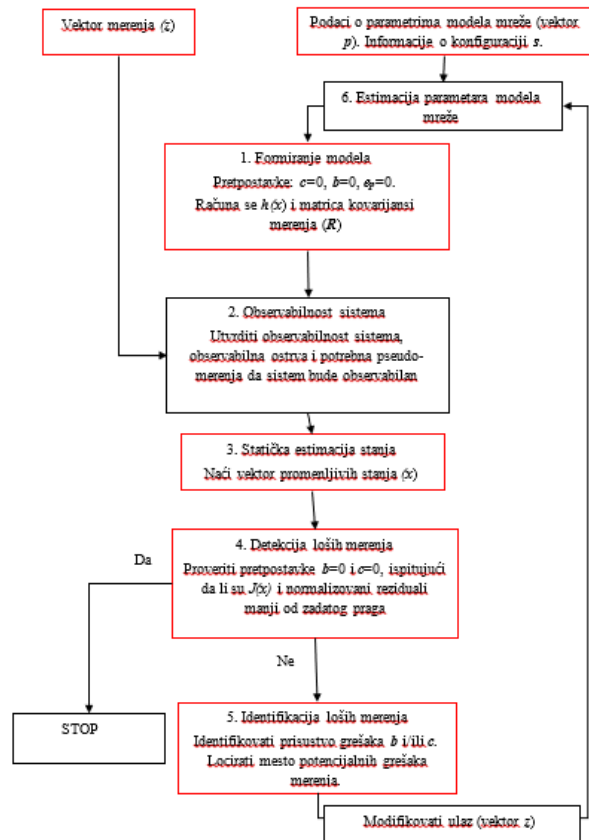 Vektor merenja (z)
Podaci o parametrima modela mreže (vektor
p). Informacije o konfiguraciji s.
6. Estimacija parametara modela
mreže
1. Formiranje modela
Pretpostavke: c=0, b=0, eₚ=0.
Računa se h(x) i matrica kovarijansi
merenja (R)
2. Observabilnost sistema
Utvrditi observabilnost sistema,
observabilna ostrva i potrebna pseudo-
merenja da sistem bude observabilan
3. Statička estimacija stanja
Naći vektor promenljivih stanja (x)
4. Detekcija loših merenja
Proveriti pretpostavke b=0 i c=0, ispitujući
da li su J(x) i normalizovani reziduali
manji od zadatog praga
Da
Ne
STOP
5. Identifikacija loših merenja
Identifikovati prisustvo grešaka b i/ili c.
Locirati mesto potencijalnih grešaka
merenja.
Modifikovati ulaz (vektor z)